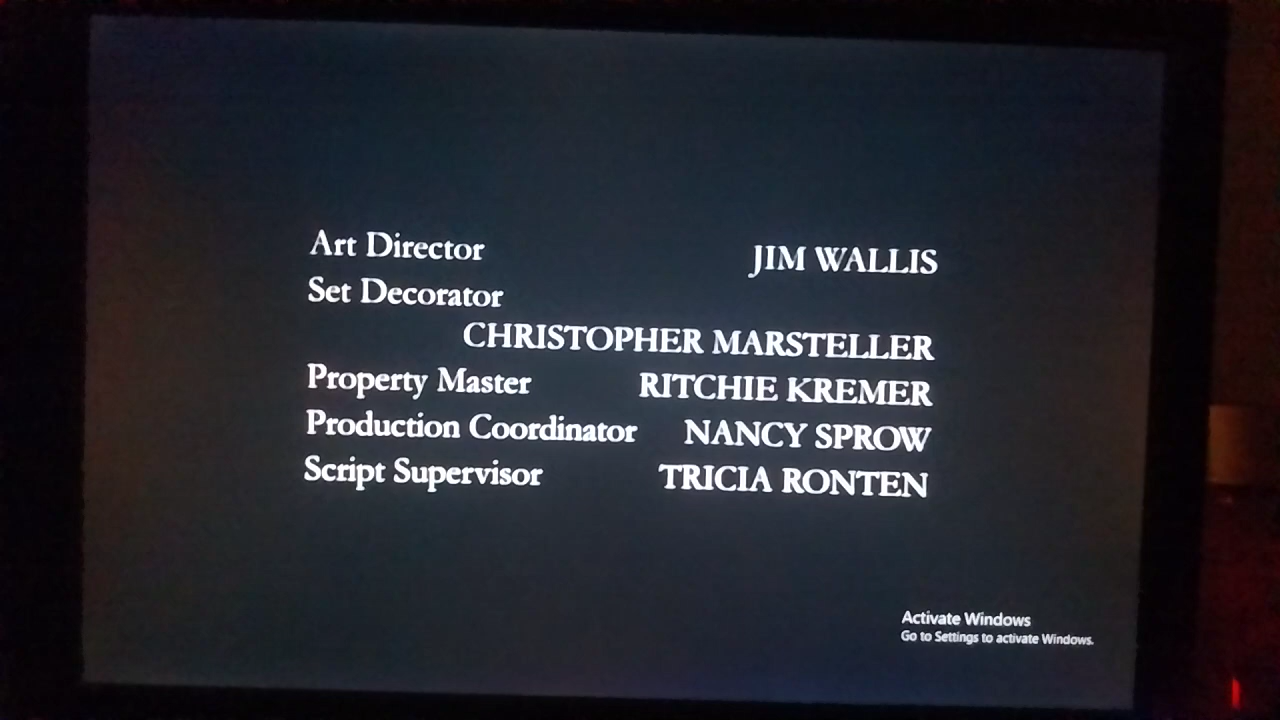 Art Director JIM WALLIS
Set Decorator
CHRISTOPHER MARSTELLER
Property Master RITCHIE KREMER
Production Coordinator NANCY SPROW
Script Supervisor TRICIA RONTEN
Activate Windows
Go to Settings to activate Windows.